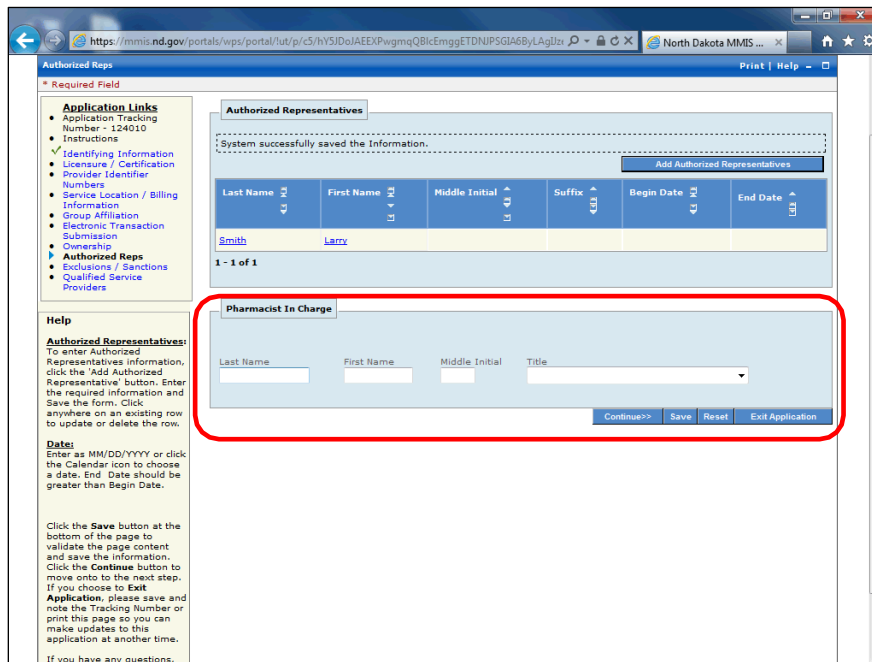 https://mmis.nd.gov/portals/wps/portal/!ut/p/c5/
North Dakota MMIS ...
Authorized Reps
Print | Help
* Required Field
Application Links
Application Tracking
Number - 124010
Instructions
Identifying Information
Licensure / Certification
Provider Identifier
Numbers
Service Location / Billing
Information
Group Affiliation
Electronic Transaction
Submission
Ownership
Authorized Reps
Exclusions / Sanctions
Qualified Service
Providers
Authorized Representatives
System successfully saved the Information.
Add Authorized Representatives
Last Name First Name Middle Initial Suffix Begin Date End Date
Smith Larry
1 - 1 of 1
Help
Authorized Representatives:
To enter Authorized
Representatives information,
click the 'Add Authorized
Representative' button. Enter
the required information and
Save the form. Click
anywhere on an existing row
to update or delete the row.
Date:
Enter as MM/DD/YYYY or click
the Calendar icon to choose
a date. End Date should be
greater than Begin Date.
Click the Save button at the
bottom of the page to
validate the page content
and save the information.
Click the Continue button to
move onto to the next step.
If you choose to Exit
Application, please save and
note the Tracking Number or
print this page so you can
make updates to this
application at another time.
If you have any questions,
Pharmacist In Charge
Last Name First Name Middle Initial Title
Continue>> Save Reset Exit Application